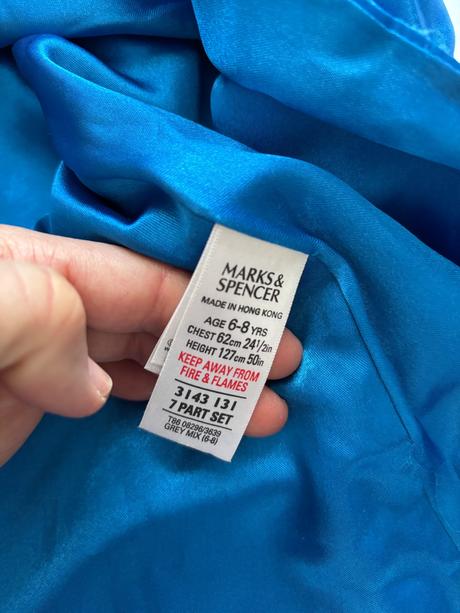 MARKS &
SPENCER
MADE IN HONG KONG
AGE 6-8 YRS
CHEST 62cm 24½in
HEIGHT 127cm 50in
KEEP AWAY FROM
FIRE & FLAMES
3143 131
7 PART SET
T86 08296/3639
GREY MIX (6-8)